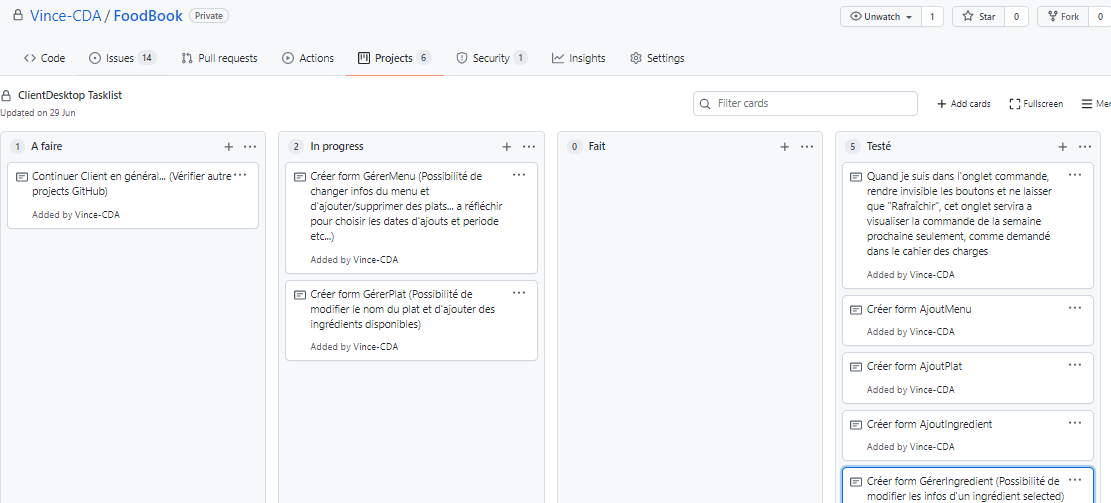 Vince-CDA / FoodBook Private
Unwatch 1 Star 0 Fork 0
Code Issues 14 Pull requests Actions Projects 6 Security 1 Insights Settings
ClientDesktop Tasklist
Updated on 29 Jun
Filter cards
Add cards Fullscreen
1 A faire
Continuer Client en général... (Vérifier autre
projects GitHub)
Added by Vince-CDA
2 In progress
Créer form GérerMenu (Possibilité de
changer infos du menu et
d'ajouter/supprimer des plats... a réfléchir
pour choisir les dates d'ajouts et periode
etc...)
Added by Vince-CDA
Créer form GérerPlat (Possibilité de
modifier le nom du plat et d'ajouter des
ingrédients disponibles)
Added by Vince-CDA
0 Fait
5 Testé
Quand je suis dans l'onglet commande,
rendre invisible les boutons et ne laisser
que "Rafraîchir", cet onglet servira a
visualiser la commande de la semaine
prochaine seulement, comme demandé
dans le cahier des charges
Added by Vince-CDA
Créer form AjoutMenu
Added by Vince-CDA
Créer form AjoutPlat
Added by Vince-CDA
Créer form AjoutIngredient
Added by Vince-CDA
Créer form GérerIngredient (Possibilité de
modifier les infos d'un ingrédient selected)